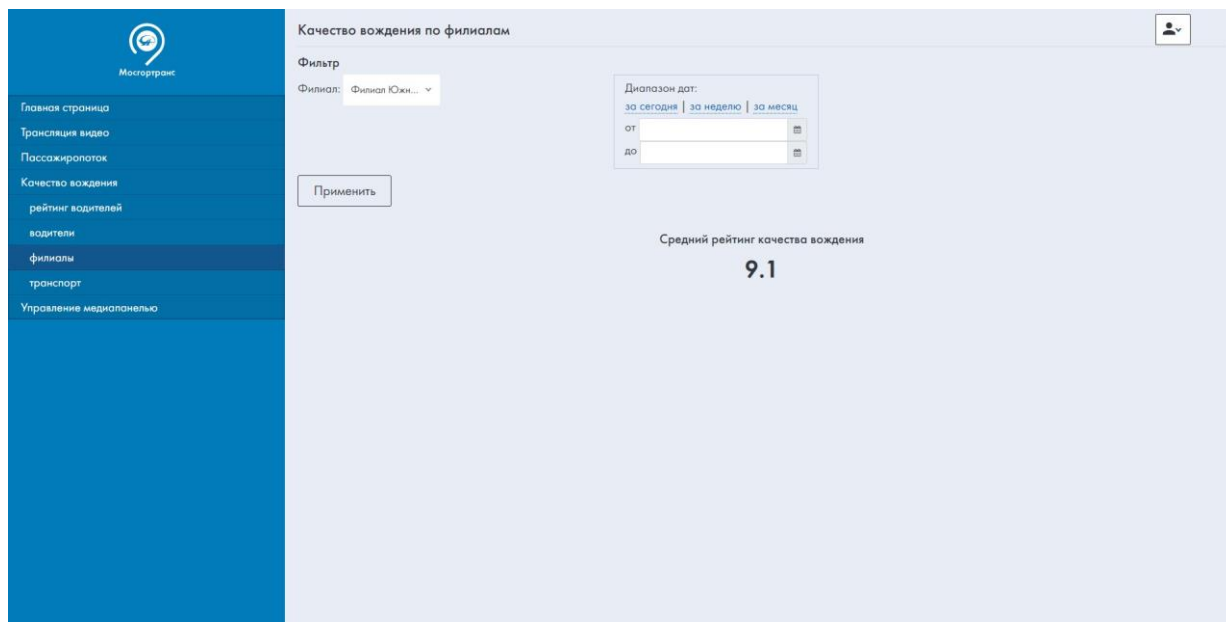 Мосгортранс
Главная страница
Трансляция видео
Пассажиропоток
Качество вождения
рейтинг водителей
водители
филиалы
транспорт
Управление медиапанелью
Качество вождения по филиалам
Фильтр
Филиал: Филиал Южн...
Диапазон дат:
за сегодня | за неделю | за месяц
от
до
Применить
Средний рейтинг качества вождения
9.1